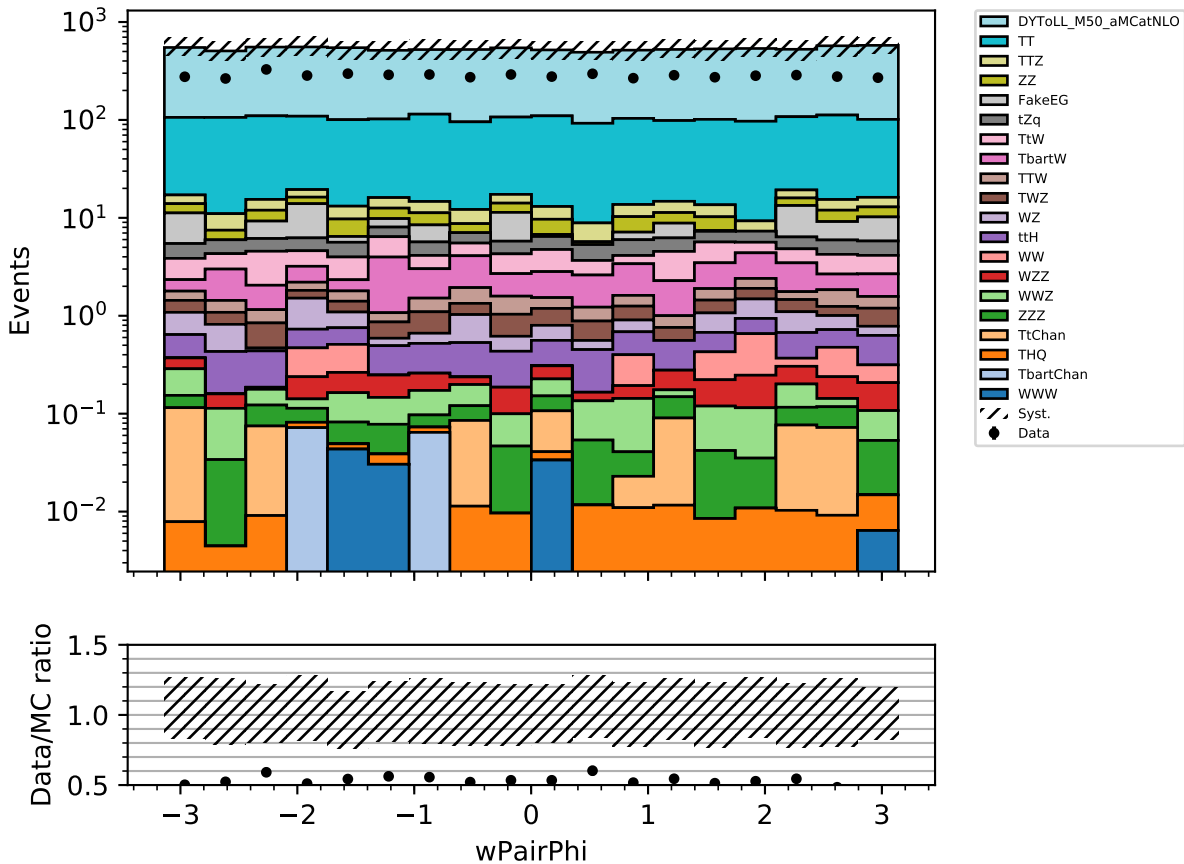 10³
10²
10¹
10⁰
10⁻¹
10⁻²
Events
DYToLL_M50_aMCatNLO
TT
TTZ
ZZ
FakeEG
tZq
TtW
TbartW
TTW
TWZ
WZ
ttH
WW
WZZ
WWZ
ZZZ
TtChan
THQ
TbartChan
WWW
Syst.
Data
1.5
1.0
0.5
Data/MC ratio
−3 −2 −1 0 1 2 3
wPairPhi